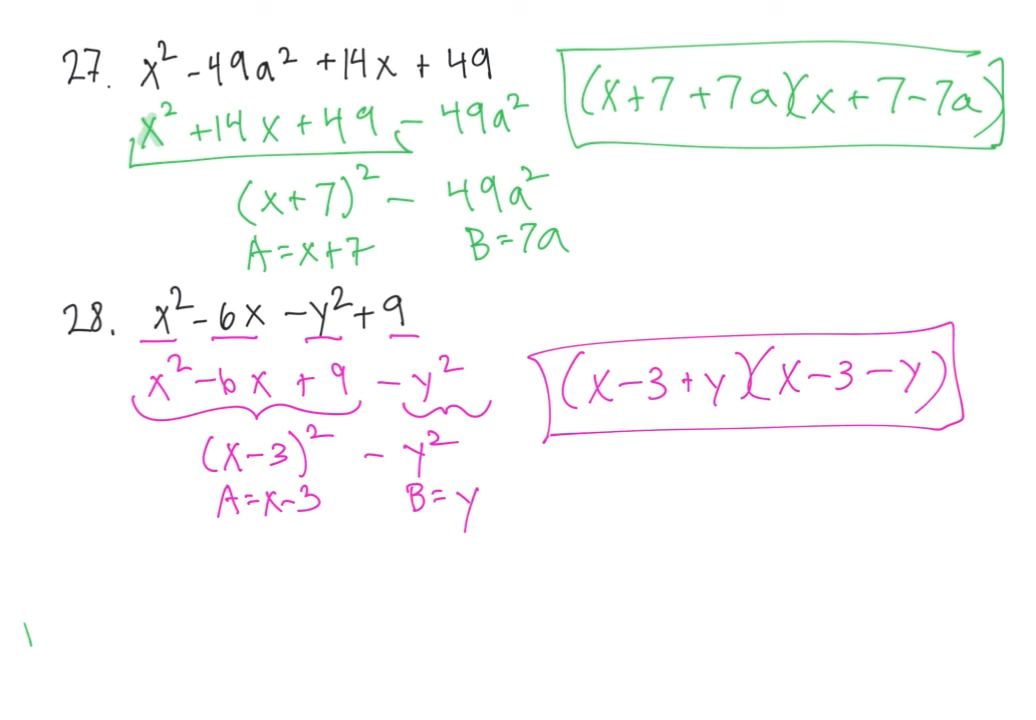 27. x² - 49a² + 14x + 49
x² + 14x + 49 - 49a²
(x + 7)² - 49a²
A = x + 7 B = 7a
(x + 7 + 7a)(x + 7 - 7a)
28. x² - 6x - y² + 9
x² - 6x + 9 - y²
(x - 3)² - y²
A = x - 3 B = y
(x - 3 + y)(x - 3 - y)